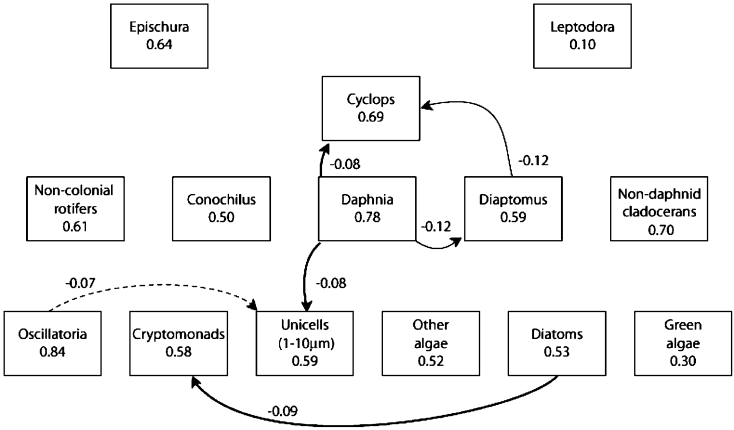 Epischura
0.64
Leptodora
0.10
Cyclops
0.69
-0.08
-0.12
Non-colonial
rotifers
0.61
Conochilus
0.50
Daphnia
0.78
-0.12
Diaptomus
0.59
Non-daphnid
cladocerans
0.70
-0.07
-0.08
Oscillatoria
0.84
Cryptomonads
0.58
Unicells
(1-10μm)
0.59
Other
algae
0.52
Diatoms
0.53
Green
algae
0.30
-0.09